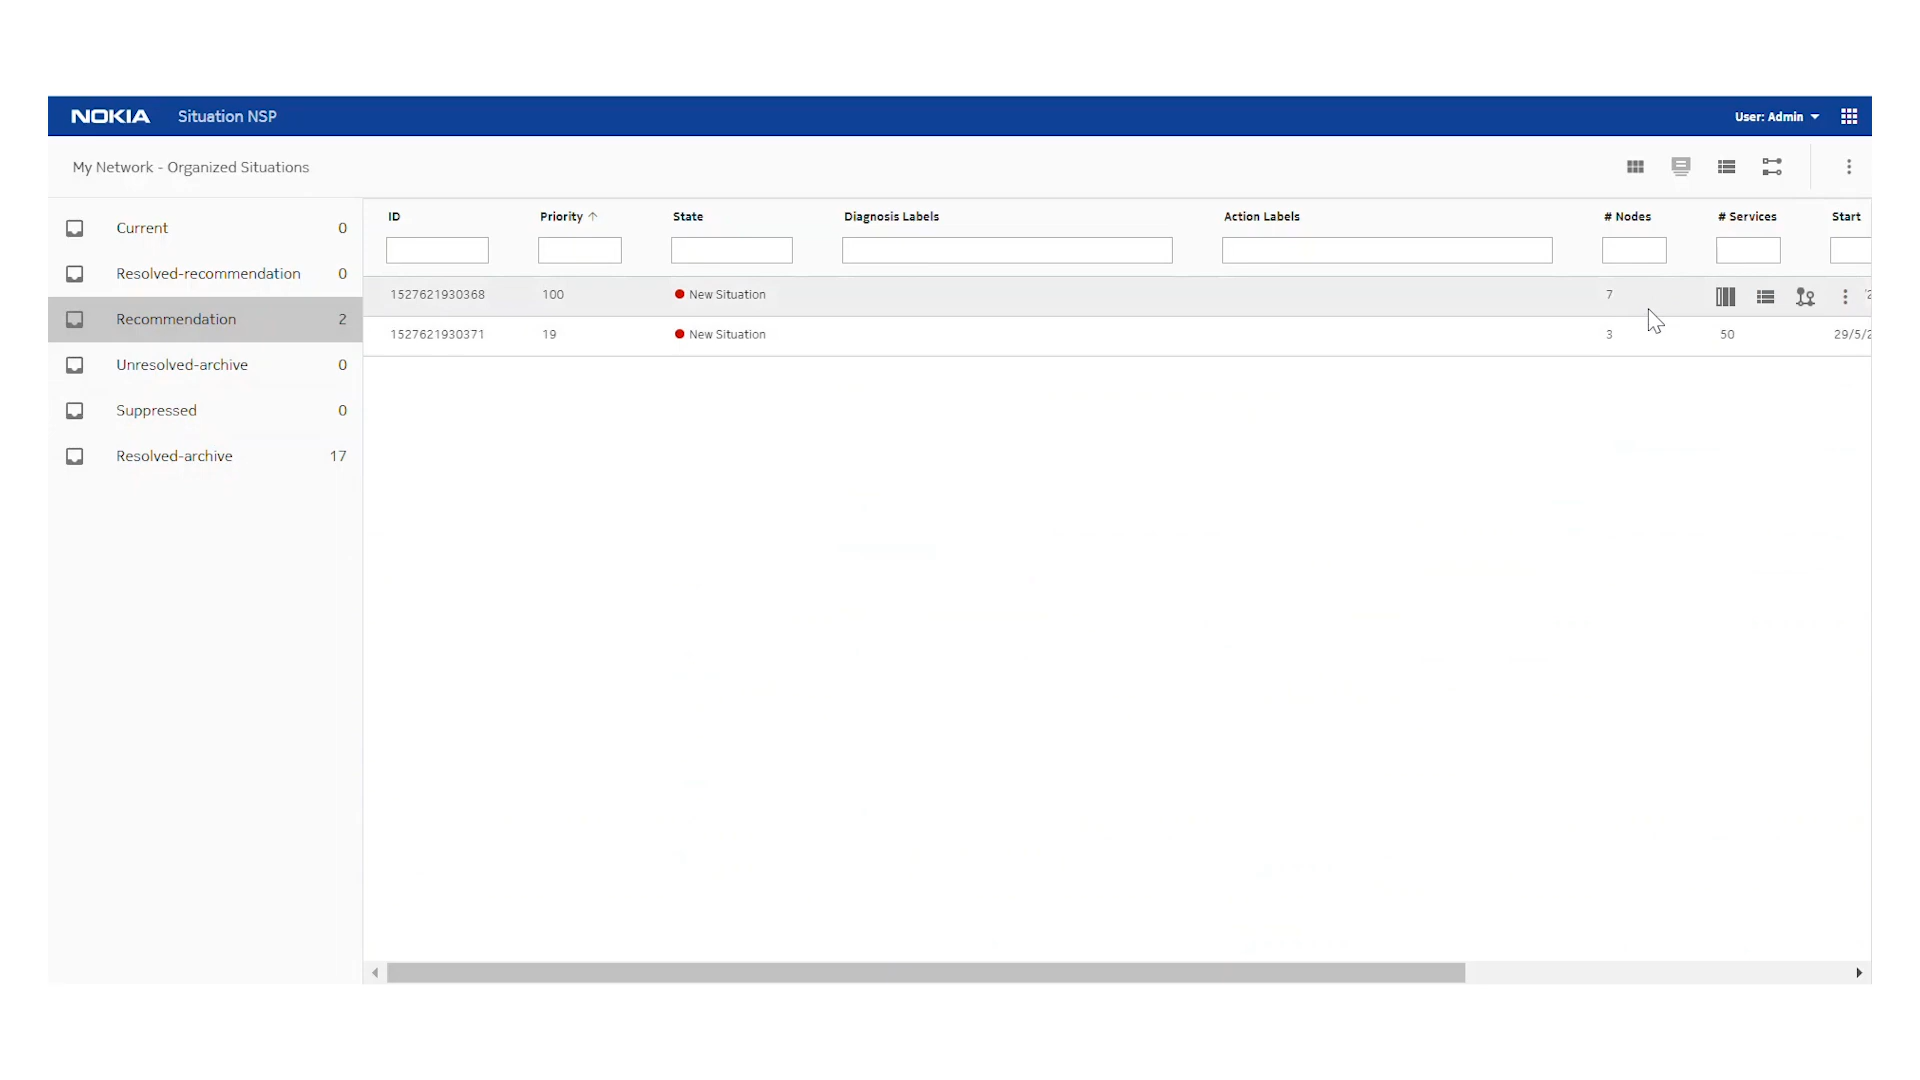 NOKIA Situation NSP User: Admin
My Network - Organized Situations
Current 0
Resolved-recommendation 0
Recommendation 2
Unresolved-archive 0
Suppressed 0
Resolved-archive 17
ID Priority State Diagnosis Labels Action Labels # Nodes # Services Start
1527621930368 100 New Situation 7
1527621930371 19 New Situation 3 50 29/5/2